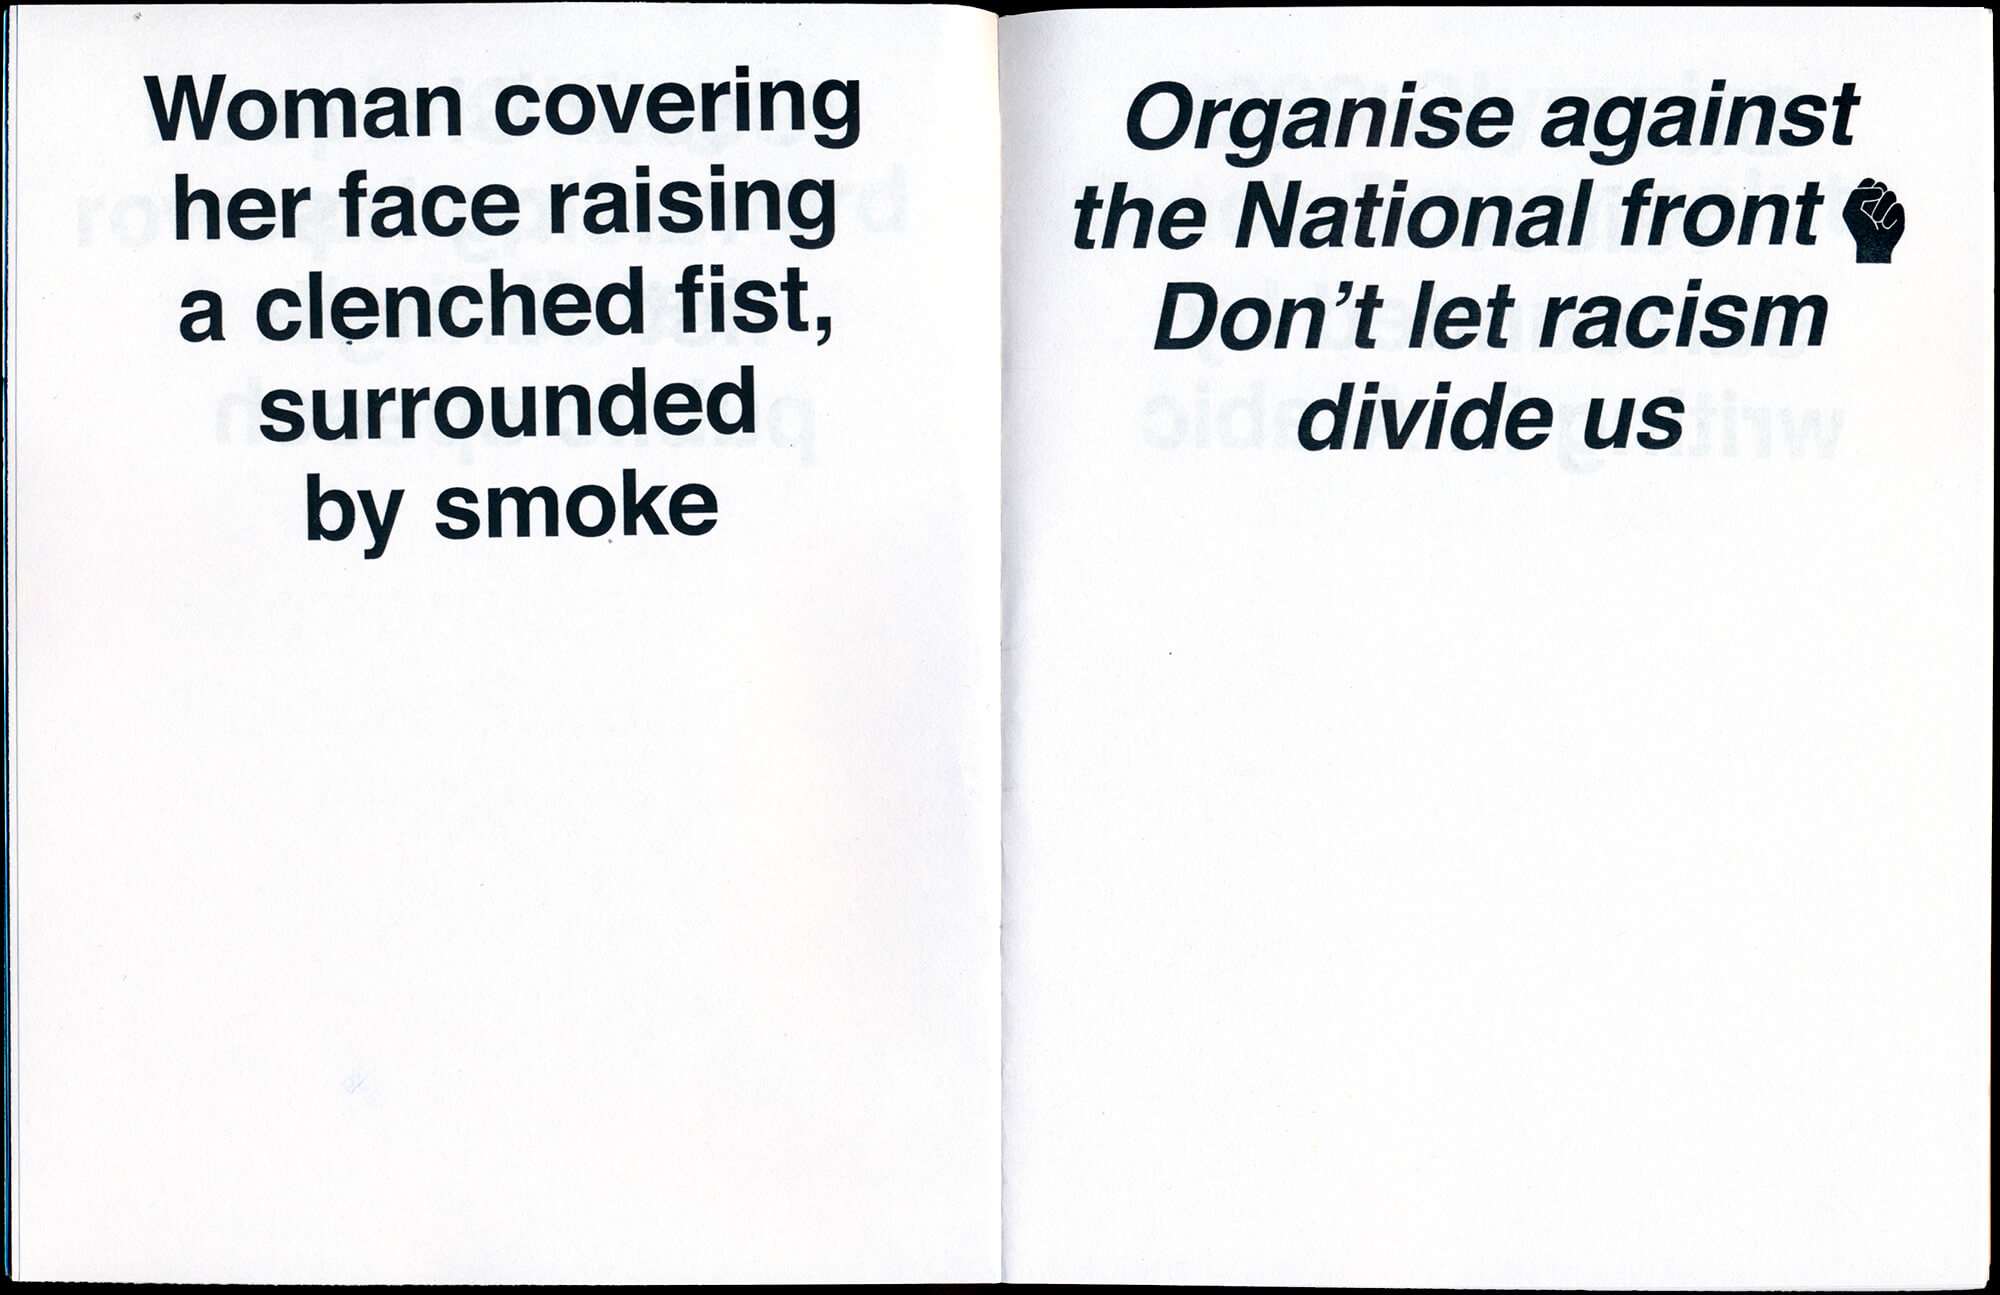 Woman covering
her face raising
a clenched fist,
surrounded
by smoke
Organise against
the National front
Don't let racism
divide us